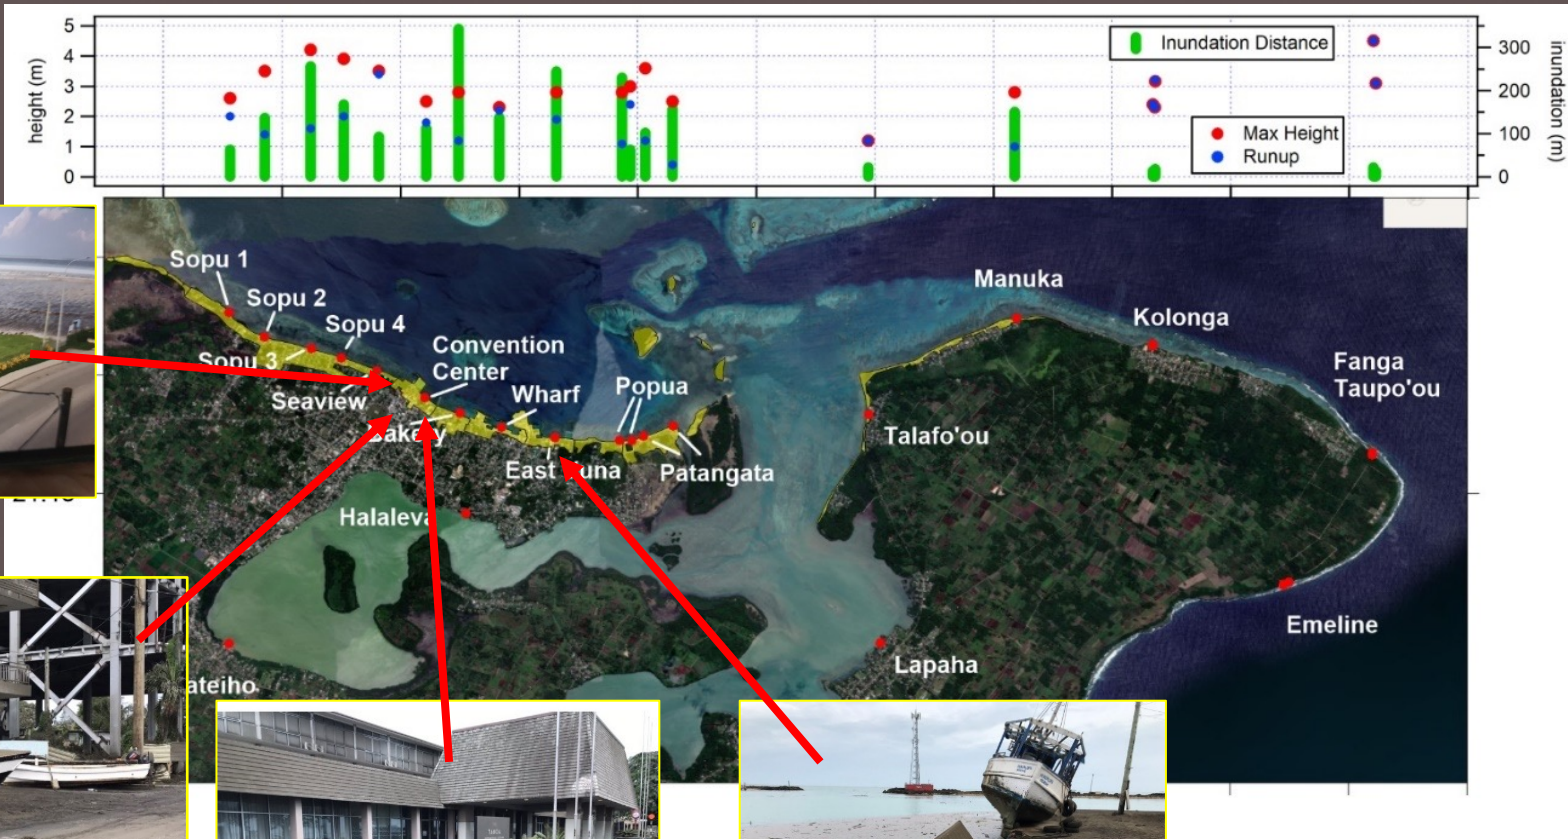 5
4
3
2
1
0
height (m)
300
200
100
0
inundation (m)
Inundation Distance
Max Height
Runup
Sopu 1
Sopu 2
Sopu 4
Sopu 3
Seaview
Convention
Center
Bakery
Wharf
Popua
East Patangata
Halaleva
Manuka
Kolonga
Fanga
Taupo'ou
Talafo'ou
Lapaha
Emeline
ateiho